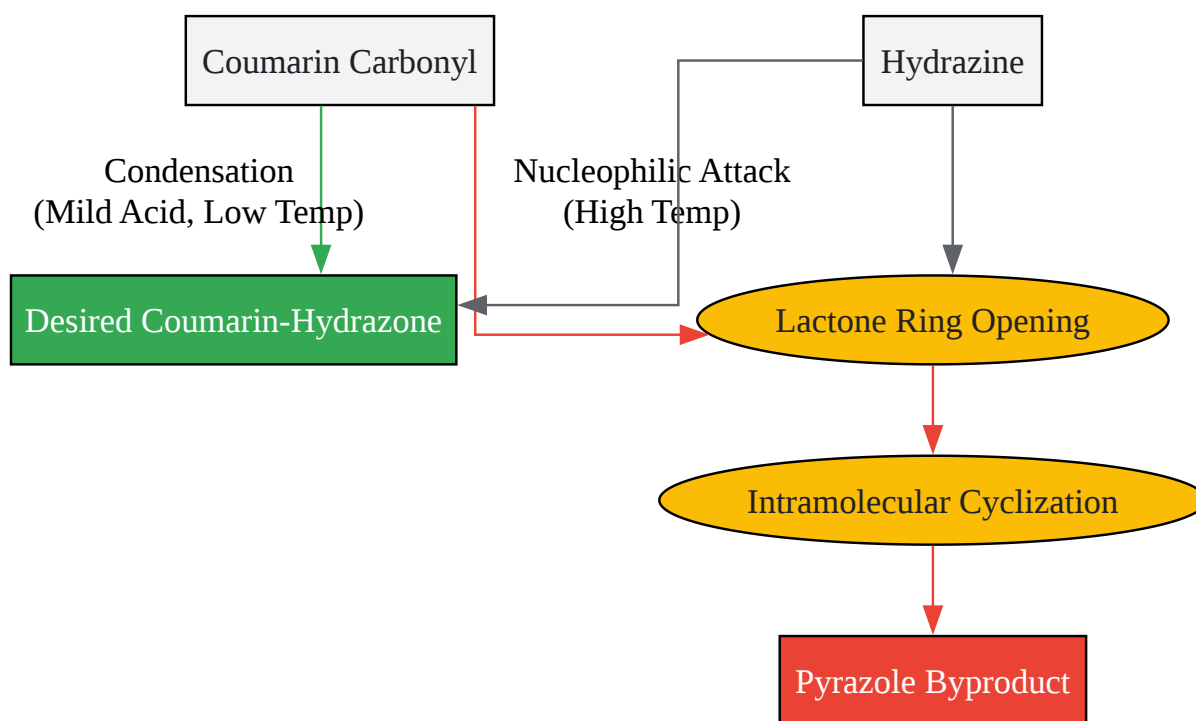 Coumarin Carbonyl
Hydrazine
Condensation
(Mild Acid, Low Temp)
Nucleophilic Attack
(High Temp)
Desired Coumarin-Hydrazone
Lactone Ring Opening
Intramolecular Cyclization
Pyrazole Byproduct